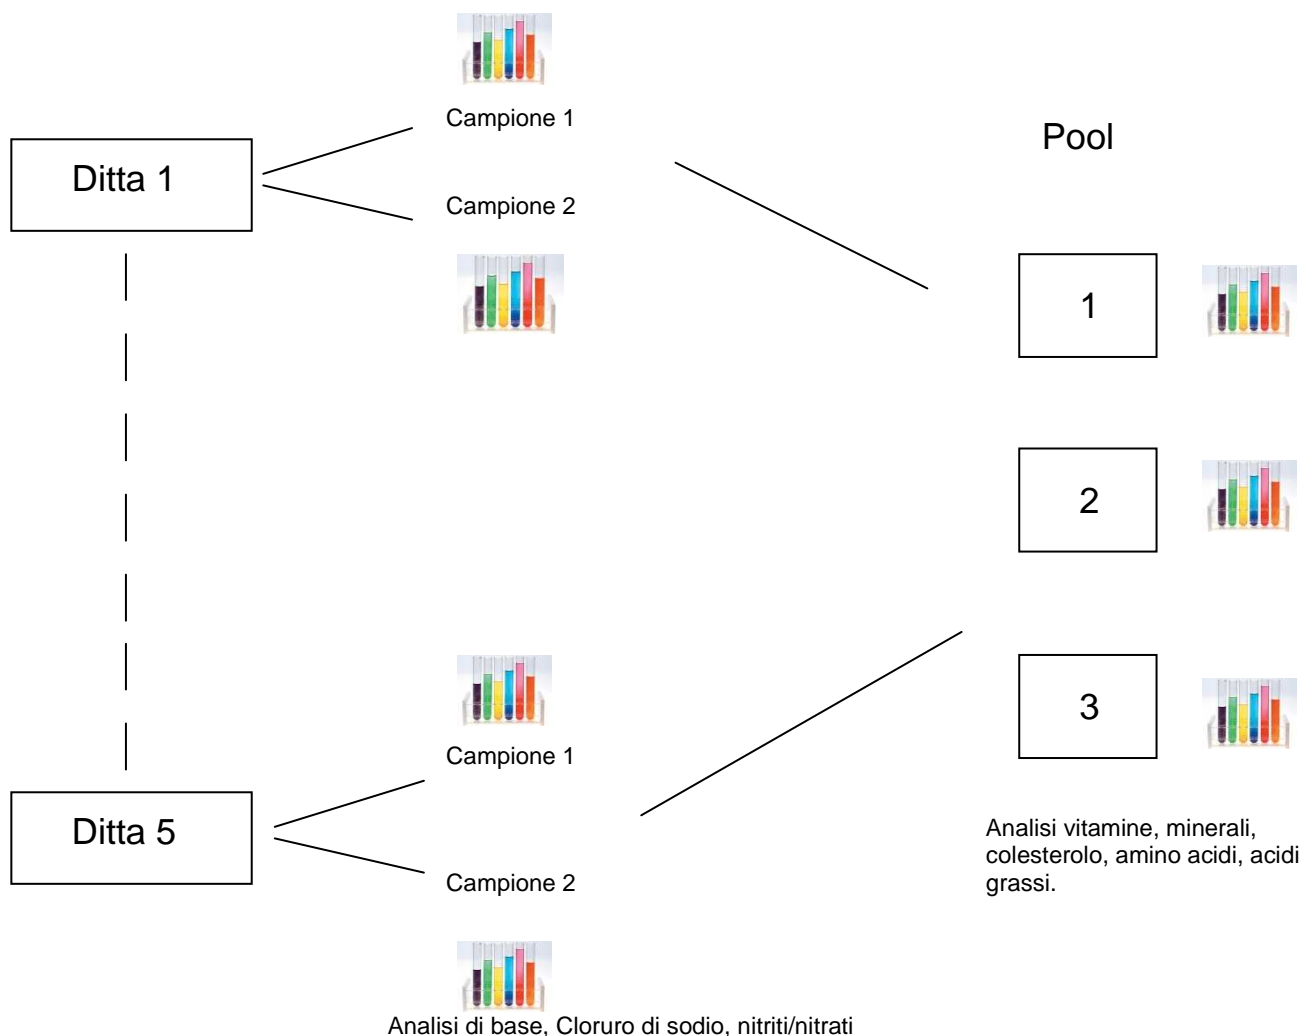 Campione 1
Pool
Ditta 1
Campione 2
1
2
3
Campione 1
Ditta 5
Analisi vitamine, minerali,
colesterolo, amino acidi, acidi
grassi.
Campione 2
Analisi di base, Cloruro di sodio, nitriti/nitrati